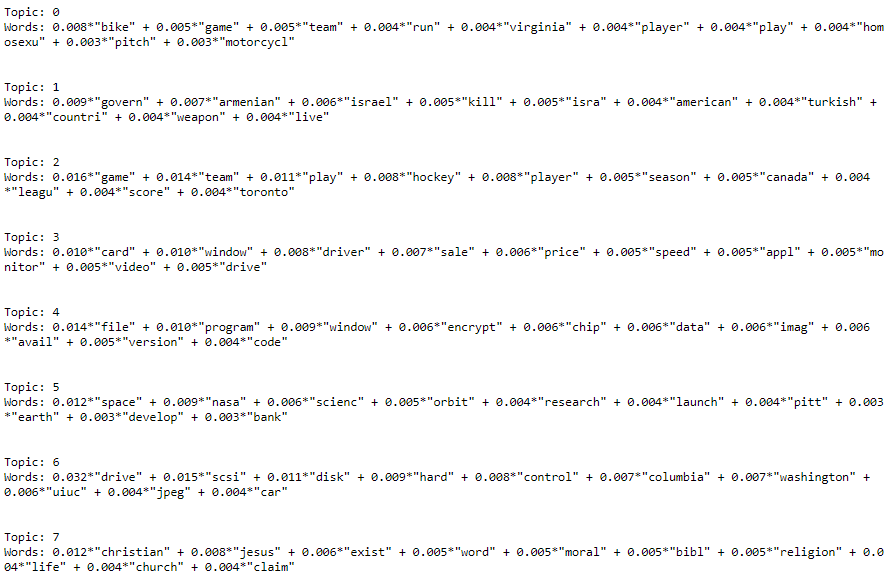 Topic: 0
Words: 0.008*"bike" + 0.005*"game" + 0.005*"team" + 0.004*"run" + 0.004*"virginia" + 0.004*"player" + 0.004*"play" + 0.004*"hom
osexu" + 0.003*"pitch" + 0.003*"motorcycl"
Topic: 1
Words: 0.009*"govern" + 0.007*"armenian" + 0.006*"israel" + 0.005*"kill" + 0.005*"isra" + 0.004*"american" + 0.004*"turkish" +
0.004*"countri" + 0.004*"weapon" + 0.004*"live"
Topic: 2
Words: 0.016*"game" + 0.014*"team" + 0.011*"play" + 0.008*"hockey" + 0.008*"player" + 0.005*"season" + 0.005*"canada" + 0.004
*"leagu" + 0.004*"score" + 0.004*"toronto"
Topic: 3
Words: 0.010*"card" + 0.010*"window" + 0.008*"driver" + 0.007*"sale" + 0.006*"price" + 0.005*"speed" + 0.005*"appl" + 0.005*"mo
nitor" + 0.005*"video" + 0.005*"drive"
Topic: 4
Words: 0.014*"file" + 0.010*"program" + 0.009*"window" + 0.006*"encrypt" + 0.006*"chip" + 0.006*"data" + 0.006*"imag" + 0.006
*"avail" + 0.005*"version" + 0.004*"code"
Topic: 5
Words: 0.012*"space" + 0.009*"nasa" + 0.006*"scienc" + 0.005*"orbit" + 0.004*"research" + 0.004*"launch" + 0.004*"pitt" + 0.003
*"earth" + 0.003*"develop" + 0.003*"bank"
Topic: 6
Words: 0.032*"drive" + 0.015*"scsi" + 0.011*"disk" + 0.009*"hard" + 0.008*"control" + 0.007*"columbia" + 0.007*"washington" +
0.006*"uiuc" + 0.004*"jpeg" + 0.004*"car"
Topic: 7
Words: 0.012*"christian" + 0.008*"jesus" + 0.006*"exist" + 0.005*"word" + 0.005*"moral" + 0.005*"bibl" + 0.005*"religion" + 0.0
04*"life" + 0.004*"church" + 0.004*"claim"